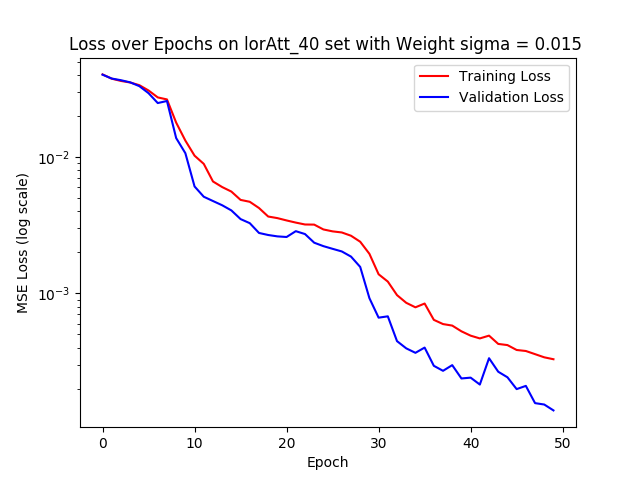 Loss over Epochs on lorAtt_40 set with Weight sigma = 0.015
Training Loss
Validation Loss
MSE Loss (log scale)
10⁻²
10⁻³
0 10 20 30 40 50
Epoch